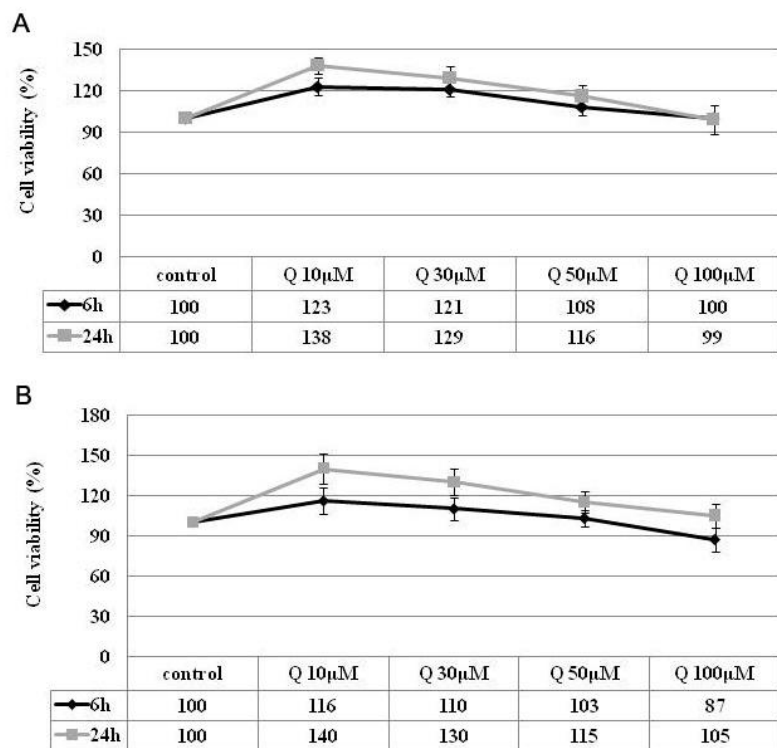 A
Cell viability (%)
150
120
90
60
30
0
control Q 10μM Q 30μM Q 50μM Q 100μM
6h 100 123 121 108 100
24h 100 138 129 116 99
B
Cell viability (%)
180
150
120
90
60
30
0
control Q 10μM Q 30μM Q 50μM Q 100μM
6h 100 116 110 103 87
24h 100 140 130 115 105